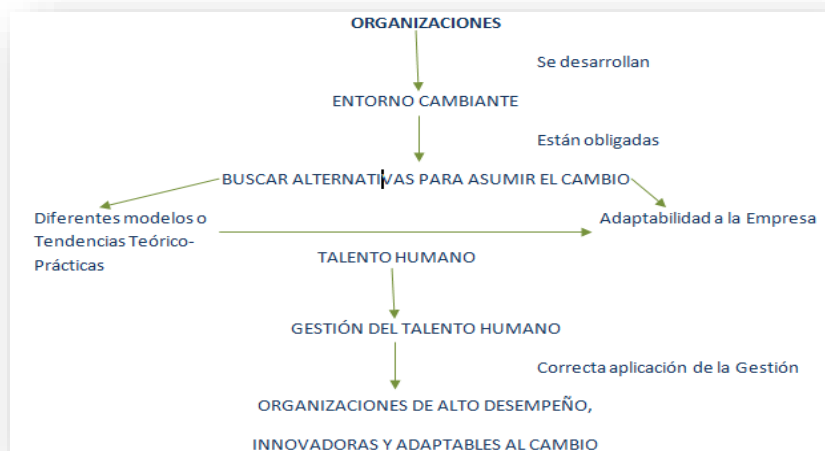 ORGANIZACIONES
Se desarrollan
ENTORNO CAMBIANTE
Están obligadas
BUSCAR ALTERNATIVAS PARA ASUMIR EL CAMBIO
Diferentes modelos o
Tendencias Teórico-
Prácticas
Adaptabilidad a la Empresa
TALENTO HUMANO
GESTIÓN DEL TALENTO HUMANO
Correcta aplicación de la Gestión
ORGANIZACIONES DE ALTO DESEMPEÑO,
INNOVADORAS Y ADAPTABLES AL CAMBIO